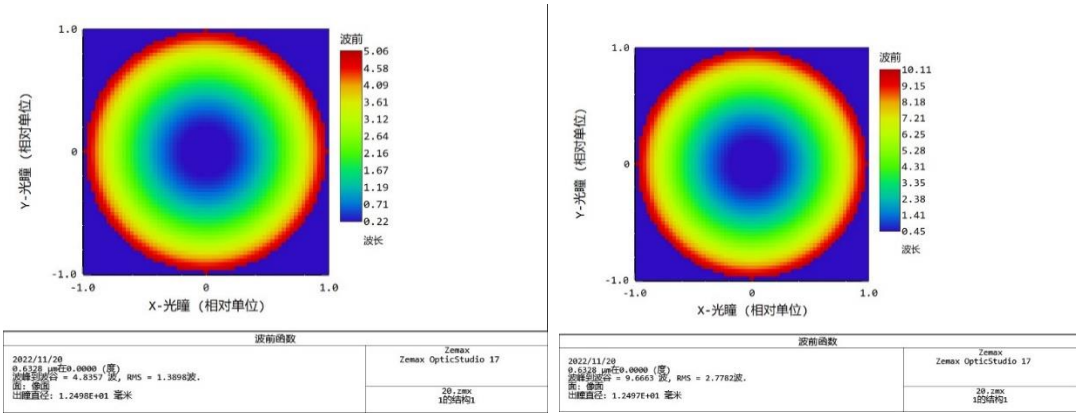 1.0
0
-1.0
Y-光瞳 (相对单位)
-1.0 0 1.0
X-光瞳 (相对单位)
波前
5.06
4.58
4.09
3.61
3.12
2.64
2.16
1.67
1.19
0.71
0.22
波长
波前函数
2022/11/20
0.6328 μm在0.0000 (度)
波峰到波谷 = 4.8357 波, RMS = 1.3898波.
面: 像面
出瞳直径: 1.2498E+01 毫米
Zemax
Zemax OpticStudio 17
20.zmx
1的结构1
1.0
0
-1.0
Y-光瞳 (相对单位)
-1.0 0 1.0
X-光瞳 (相对单位)
波前
10.11
9.15
8.18
7.21
6.25
5.28
4.31
3.35
2.38
1.41
0.45
波长
波前函数
2022/11/20
0.6328 μm在0.0000 (度)
波峰到波谷 = 9.6663 波, RMS = 2.7782波.
面: 像面
出瞳直径: 1.2497E+01 毫米
Zemax
Zemax OpticStudio 17
20.zmx
1的结构1